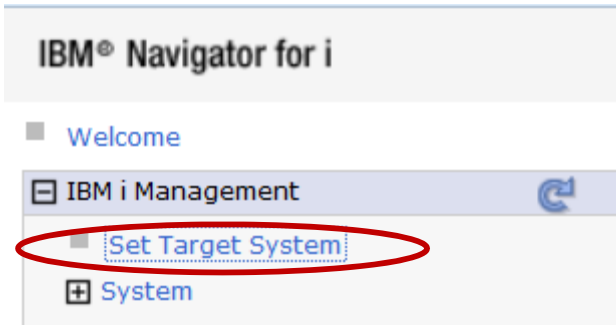 IBM® Navigator for i
Welcome
IBM i Management
Set Target System
System